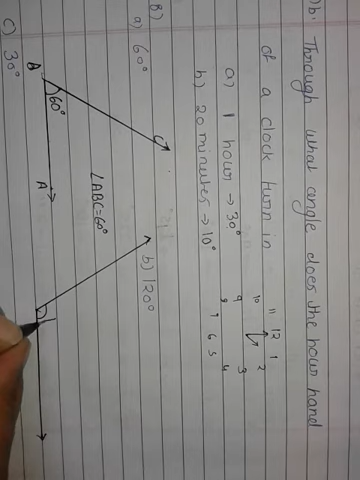 )b. Through what angle does the hour hand
of a clock turn in
a) 1 hour → 30°
b) 20 minutes → 10°
11 12 1
10 2
9 3
8 4
7 6 5
B)
a) 60°
b) 120°
C
60°
B
A
∠ABC=60°
C) 30°